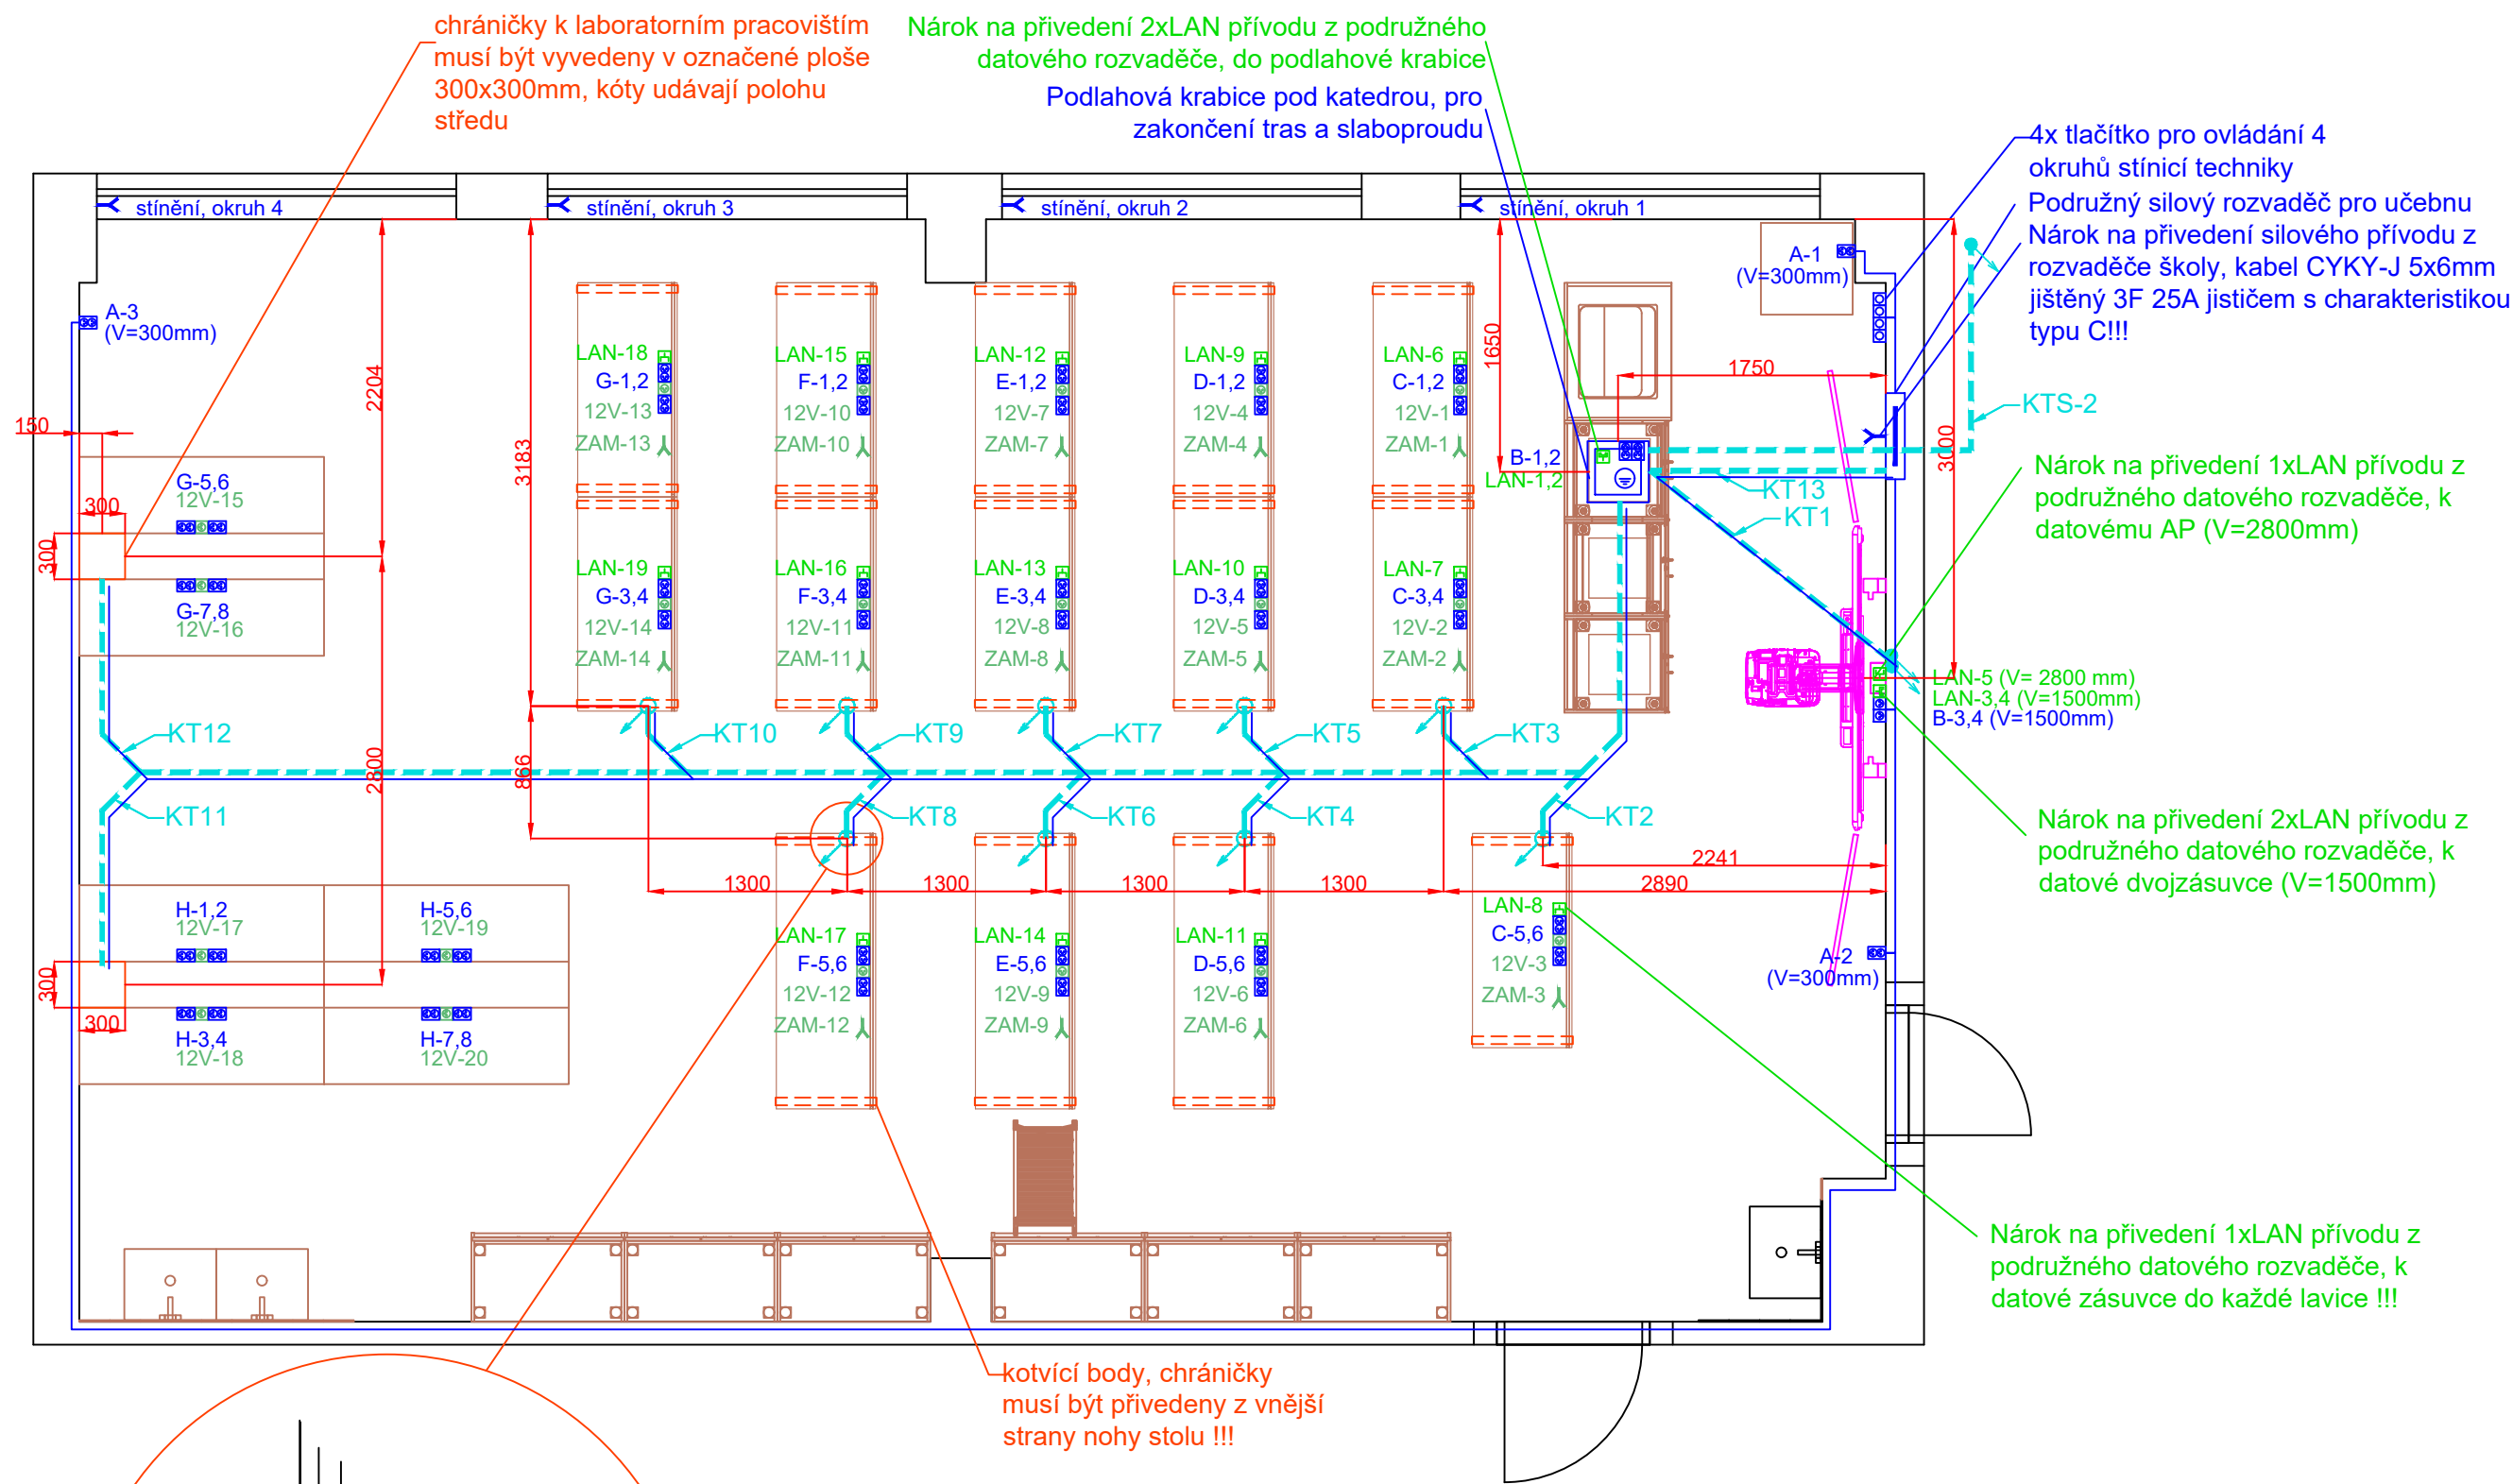 chráničky k laboratorním pracovištím
musí být vyvedeny v označené ploše
300x300mm, kóty udávají polohu
středu
Nárok na přivedení 2xLAN přívodu z podružného
datového rozvaděče, do podlahové krabice
Podlahová krabice pod katedrou, pro
zakončení tras a slaboproudu
4x tlačítko pro ovládání 4
okruhů stínicí techniky
Podružný silový rozvaděč pro učebnu
Nárok na přivedení silového přívodu z
rozvaděče školy, kabel CYKY-J 5x6mm
jištěný 3F 25A jističem s charakteristikou
typu C!!!
stínění, okruh 4
stínění, okruh 3
stínění, okruh 2
stínění, okruh 1
A-1
(V=300mm)
A-3
(V=300mm)
2204
3183
1650
1750
3000
150
300
300
KTS-2
LAN-18
G-1,2
12V-13
ZAM-13
LAN-15
F-1,2
12V-10
ZAM-10
LAN-12
E-1,2
12V-7
ZAM-7
LAN-9
D-1,2
12V-4
ZAM-4
LAN-6
C-1,2
12V-1
ZAM-1
B-1,2
LAN-1,2
KT13
KT1
Nárok na přivedení 1xLAN přívodu z
podružného datového rozvaděče, k
datovému AP (V=2800mm)
G-5,6
12V-15
G-7,8
12V-16
LAN-19
G-3,4
12V-14
ZAM-14
LAN-16
F-3,4
12V-11
ZAM-11
LAN-13
E-3,4
12V-8
ZAM-8
LAN-10
D-3,4
12V-5
ZAM-5
LAN-7
C-3,4
12V-2
ZAM-2
LAN-5 (V= 2800 mm)
LAN-3,4 (V=1500mm)
B-3,4 (V=1500mm)
KT12
KT10
KT9
KT7
KT5
KT3
2800
866
KT11
KT8
KT6
KT4
KT2
Nárok na přivedení 2xLAN přívodu z
podružného datového rozvaděče, k
datové dvojzásuvce (V=1500mm)
2241
1300
1300
1300
1300
2890
H-1,2
12V-17
H-5,6
12V-19
300
300
H-3,4
12V-18
H-7,8
12V-20
LAN-17
F-5,6
12V-12
ZAM-12
LAN-14
E-5,6
12V-9
ZAM-9
LAN-11
D-5,6
12V-6
ZAM-6
LAN-8
C-5,6
12V-3
ZAM-3
A-2
(V=300mm)
Nárok na přivedení 1xLAN přívodu z
podružného datového rozvaděče, k
datové zásuvce do každé lavice !!!
kotvící body, chráničky
musí být přivedeny z vnější
strany nohy stolu !!!